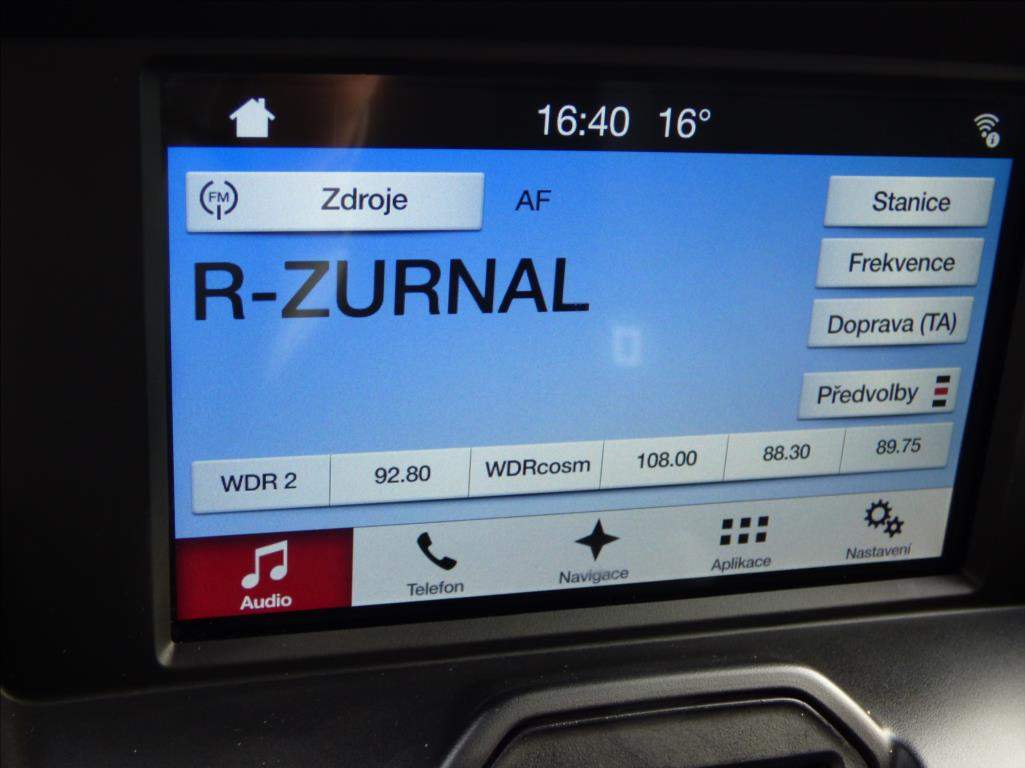 16:40 16°
FM Zdroje AF Stanice
R-ZURNAL
Frekvence
Doprava (TA)
Předvolby
WDR 2 92.80 WDRcosm 108.00 88.30 89.75
Audio Telefon Navigace Aplikace Nastavení